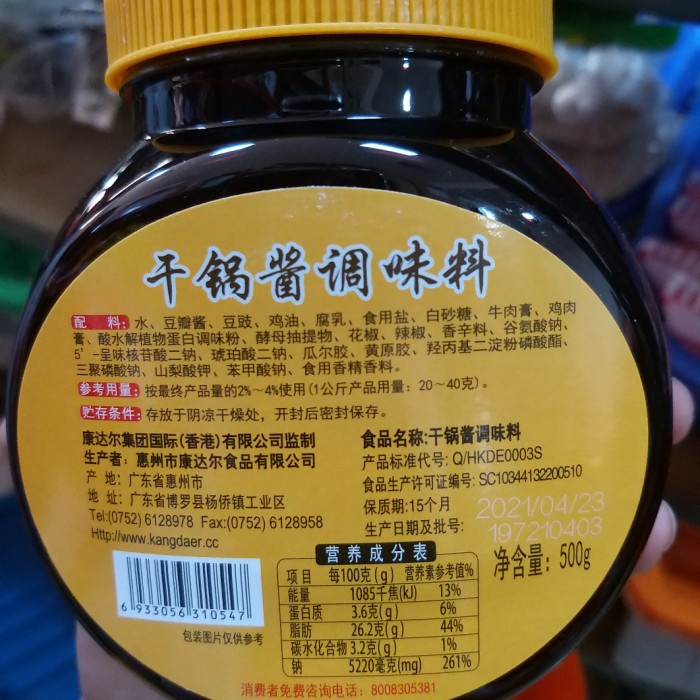 干锅酱调味料
配 料: 水、豆瓣酱、豆豉、鸡油、腐乳、食用盐、白砂糖、牛肉膏、鸡肉
膏、酸水解植物蛋白调味粉、酵母抽提物、花椒、辣椒、香辛料、谷氨酸钠、
5’-呈味核苷酸二钠、琥珀酸二钠、瓜尔胶、黄原胶、羟丙基二淀粉磷酸酯、
三聚磷酸钠、山梨酸钾、苯甲酸钠、食用香精香料。
参考用量: 按最终产品量的2%~4%使用(1公斤产品用量: 20~40克)。
贮存条件: 存放于阴凉干燥处，开封后密封保存。
康达尔集团国际(香港)有限公司监制
生产者: 惠州市康达尔食品有限公司
产 地: 广东省惠州市
地 址: 广东省博罗县杨侨镇工业区
Tel:(0752) 6128978 Fax:(0752) 6128958
Http://www.kangdaer.cc
食品名称:干锅酱调味料
产品标准代号: Q/HKDE0003S
食品生产许可证编号: SC10344132200510
保质期:15个月
生产日期及批号:
2021/04/23
197210403
净含量: 500g
6 933056 310547
包装图片仅供参考
营养成分表
项目 每100克(g) 营养素参考值%
能量 1085千焦(kJ) 13%
蛋白质 3.6克(g) 6%
脂肪 26.2克(g) 44%
碳水化合物 3.2克(g) 1%
钠 5220毫克(mg) 261%
消费者免费咨询电话: 8008305381